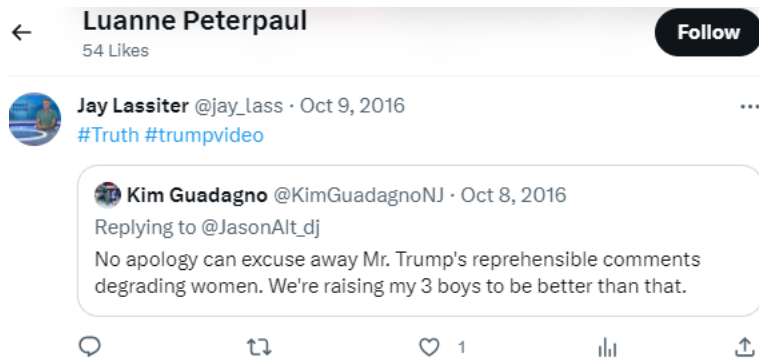 Luanne Peterpaul
54 Likes
Follow
Jay Lassiter @jay_lass · Oct 9, 2016
#Truth #trumpvideo
Kim Guadagno @KimGuadagnoNJ · Oct 8, 2016
Replying to @JasonAlt_dj
No apology can excuse away Mr. Trump's reprehensible comments
degrading women. We're raising my 3 boys to be better than that.
1